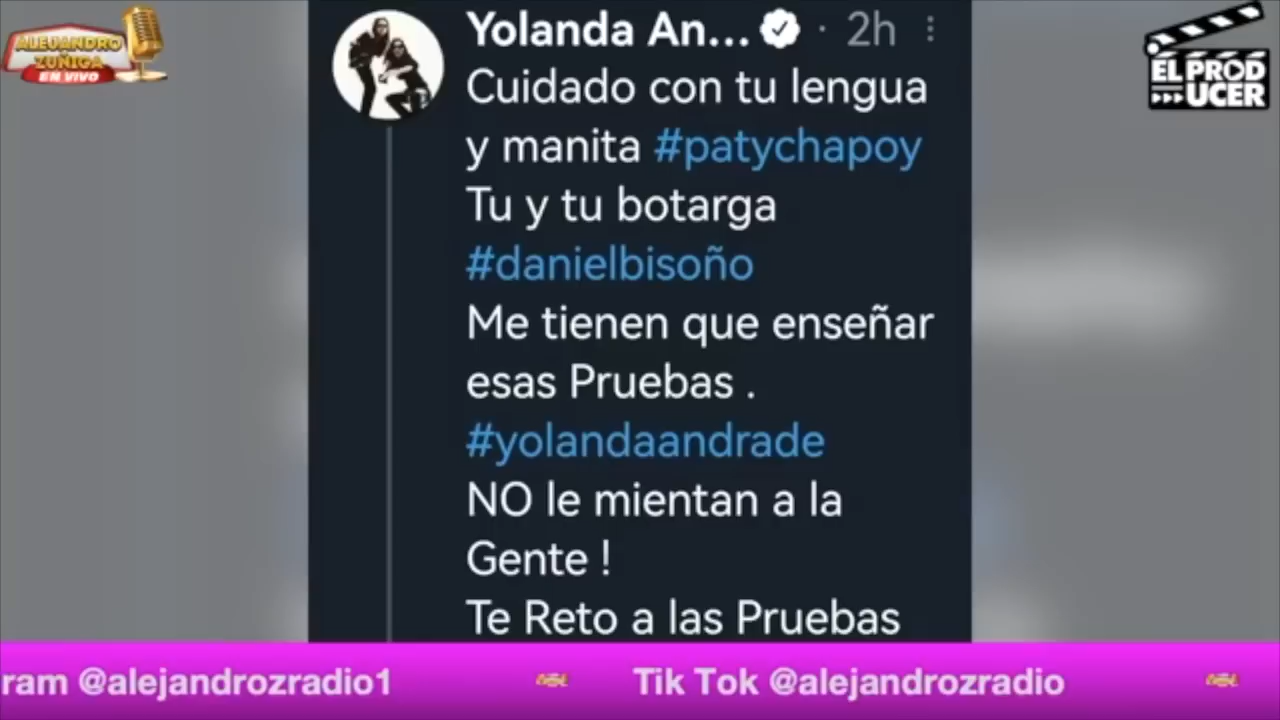 ALEJANDRO
ZUÑIGA
EN VIVO
EL PROD
UCER
Yolanda An... · 2h
Cuidado con tu lengua
y manita #patychapoy
Tu y tu botarga
#danielbisoño
Me tienen que enseñar
esas Pruebas .
#yolandaandrade
NO le mientan a la
Gente !
Te Reto a las Pruebas
ram @alejandrozradio1
Tik Tok @alejandrozradio